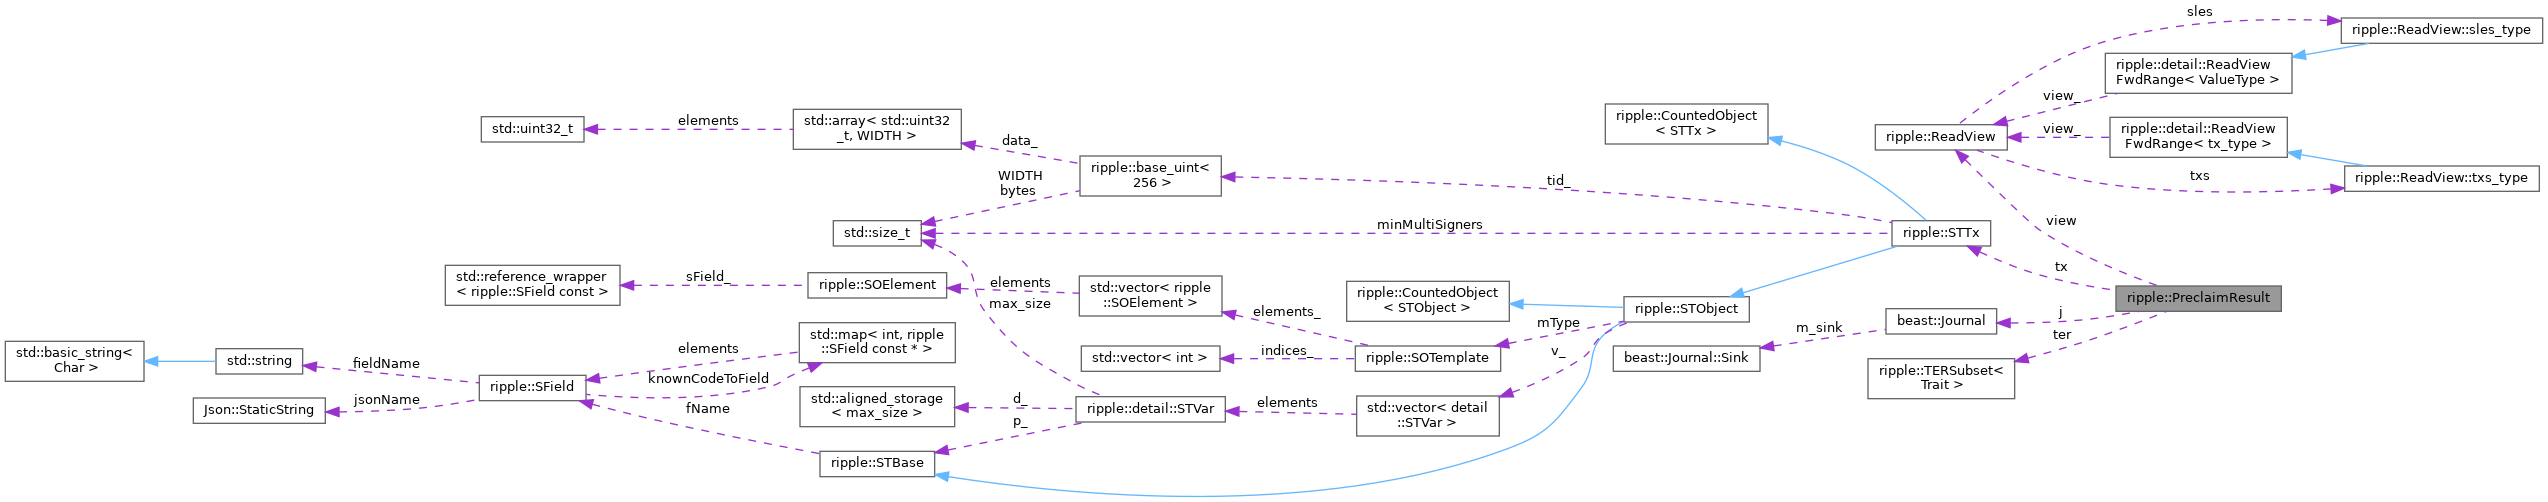 sles
ripple::ReadView::sles_type
ripple::detail::ReadView
FwdRange< ValueType >
view_
ripple::CountedObject
< STTx >
std::uint32_t
elements
std::array< std::uint32
_t, WIDTH >
data_
ripple::ReadView
view_
ripple::detail::ReadView
FwdRange< tx_type >
ripple::base_uint<
256 >
WIDTH
bytes
tid_
txs
ripple::ReadView::txs_type
std::size_t
minMultiSigners
ripple::STTx
view
std::reference_wrapper
< ripple::SField const >
sField_
ripple::SOElement
elements
max_size
std::vector< ripple
::SOElement >
elements_
ripple::CountedObject
< STObject >
ripple::STObject
tx
ripple::PreclaimResult
j
ter
beast::Journal
m_sink
beast::Journal::Sink
mType
v_
ripple::SOTemplate
indices_
std::vector< int >
std::map< int, ripple
::SField const * >
elements
knownCodeToField
std::basic_string<
Char >
std::string
fieldName
ripple::SField
Json::StaticString
jsonName
fName
std::aligned_storage
< max_size >
d_
p_
ripple::detail::STVar
elements
std::vector< detail
::STVar >
ripple::TERSubset<
Trait >
ripple::STBase